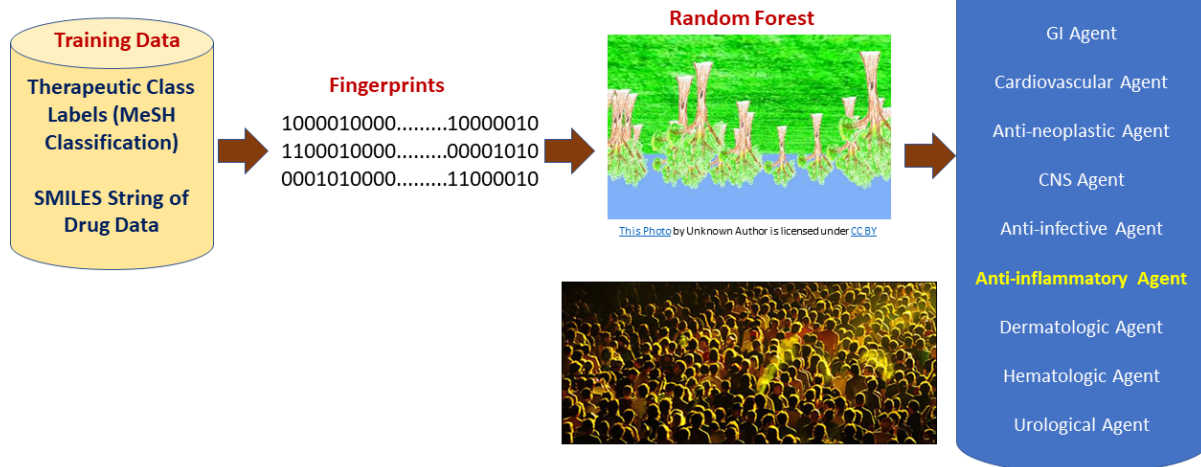 Training Data
Therapeutic Class
Labels (MeSH
Classification)
SMILES String of
Drug Data
Fingerprints
1000010000.........10000010
1100010000.........00001010
0001010000.........11000010
Random Forest
This Photo by Unknown Author is licensed under CC BY
GI Agent
Cardiovascular Agent
Anti-neoplastic Agent
CNS Agent
Anti-infective Agent
Anti-inflammatory Agent
Dermatologic Agent
Hematologic Agent
Urological Agent